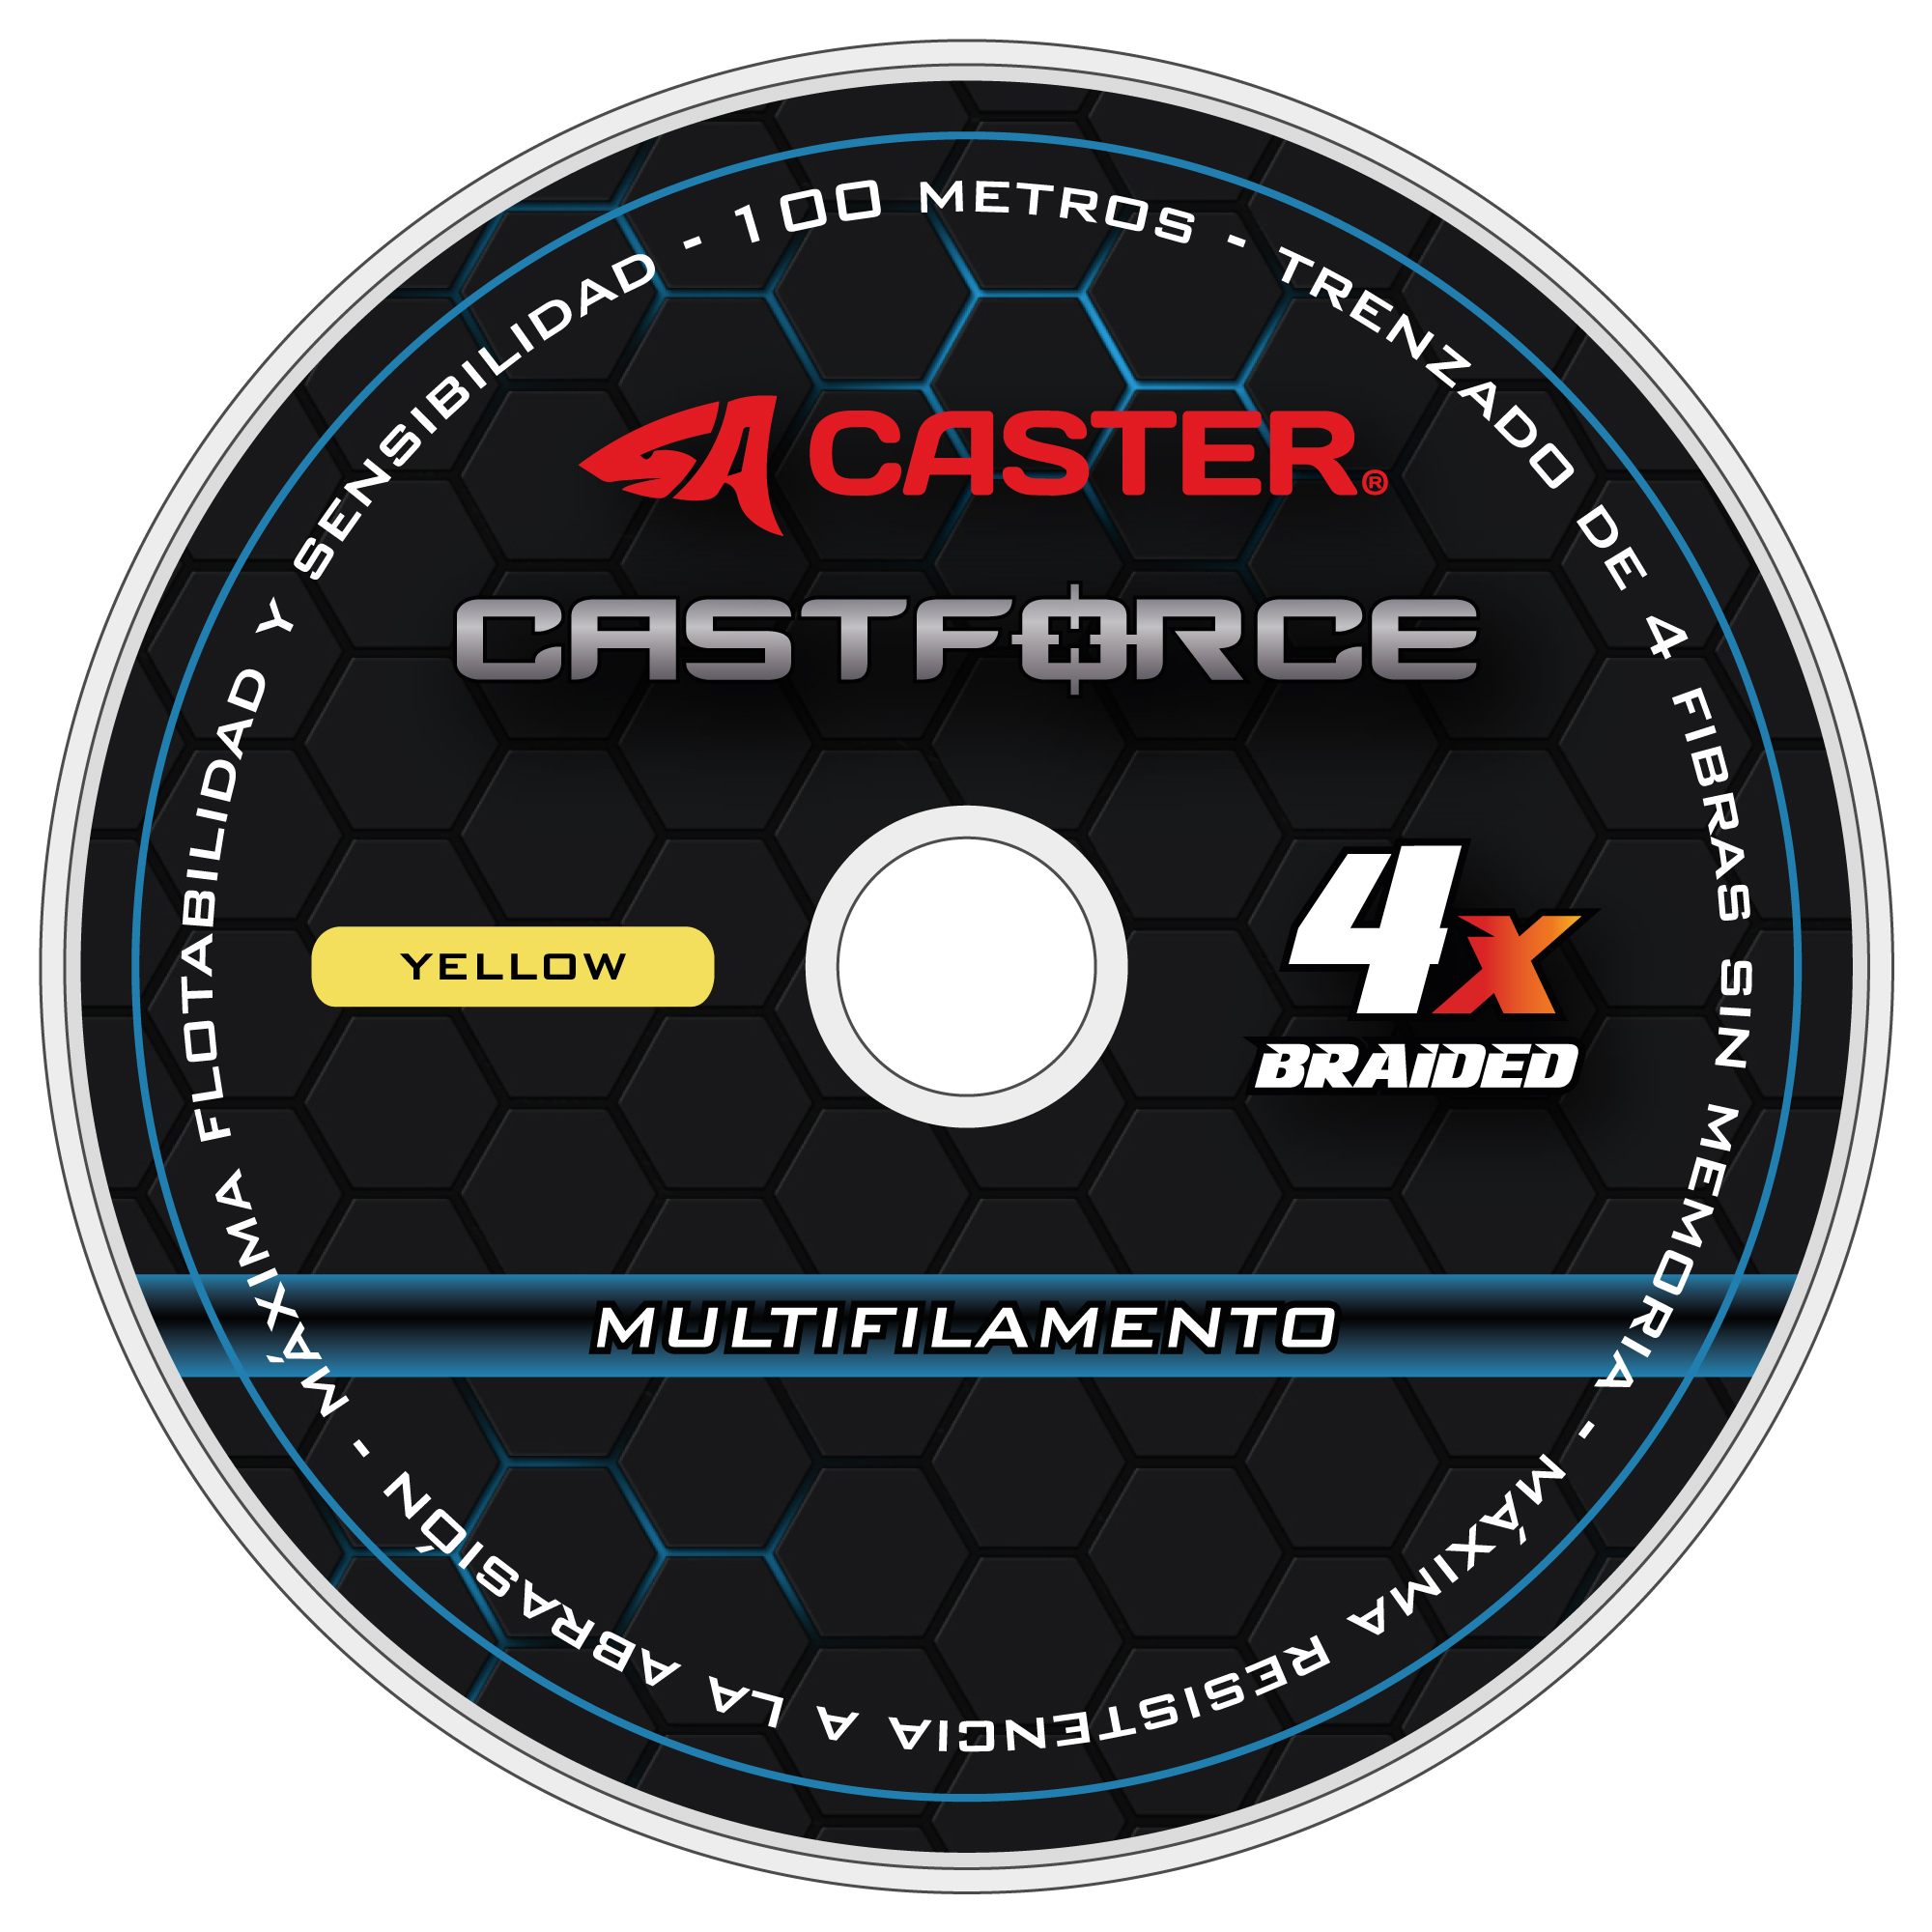 - 100 METROS - TRENZADO DE 4 FIBRAS SIN MEMORIA - MÁXIMA RESISTENCIA A LA ABRASIÓN - MÁXIMA FLOTABILIDAD Y SENSIBILIDAD
CASTER®
CASTFORCE
YELLOW
4X
BRAIDED
MULTIFILAMENTO